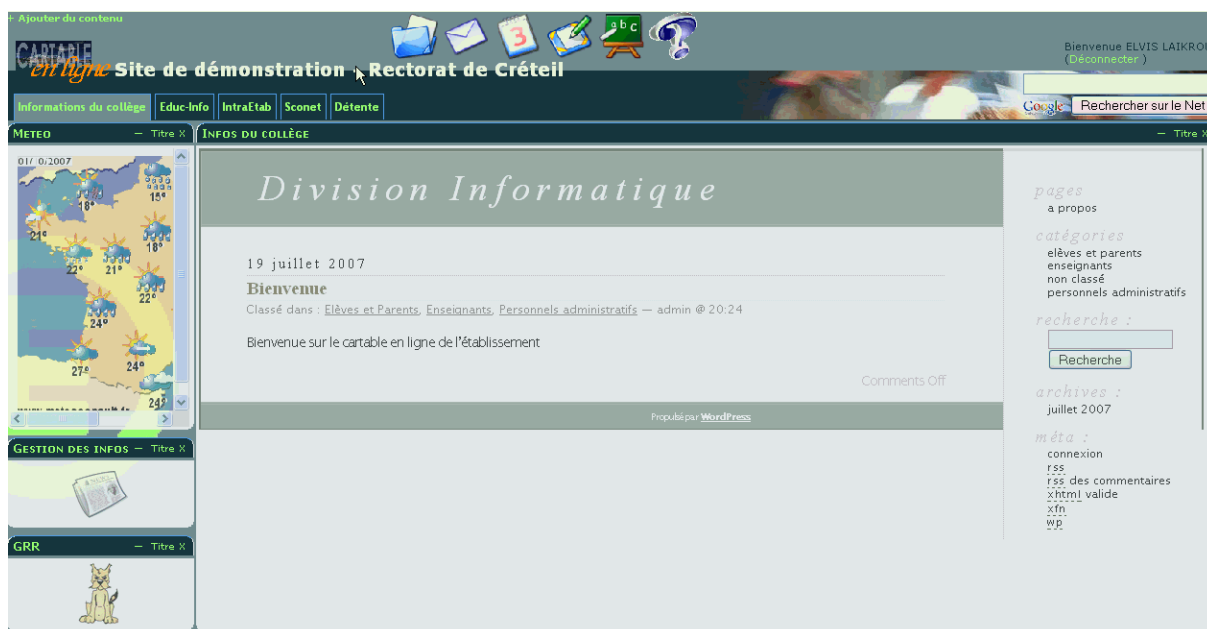 + Ajouter du contenu
CARTABLE
en ligne
Site de démonstration - Rectorat de Créteil
3
a b c
Bienvenue ELVIS LAIKROU
(Déconnecter )
Informations du collège
Educ-Info
IntraEtab
Sconet
Détente
Google
Rechercher sur le Net
METEO
— Titre X
INFOS DU COLLÈGE
— Titre X
18°
15°
21°
18°
22°
21°
22°
24°
27°
24°
24°
Division Informatique
19 juillet 2007
Bienvenue
Classé dans : Elèves et Parents, Enseignants, Personnels administratifs — admin @ 20:24
Bienvenue sur le cartable en ligne de l'établissement
Comments Off
Propulsé par WordPress
pages
a propos
catégories
elèves et parents
enseignants
non classé
personnels administratifs
recherche :
Recherche
archives :
juillet 2007
méta :
connexion
rss
rss des commentaires
xhtml valide
xfn
wp
GESTION DES INFOS — Titre X
GRR
— Titre X